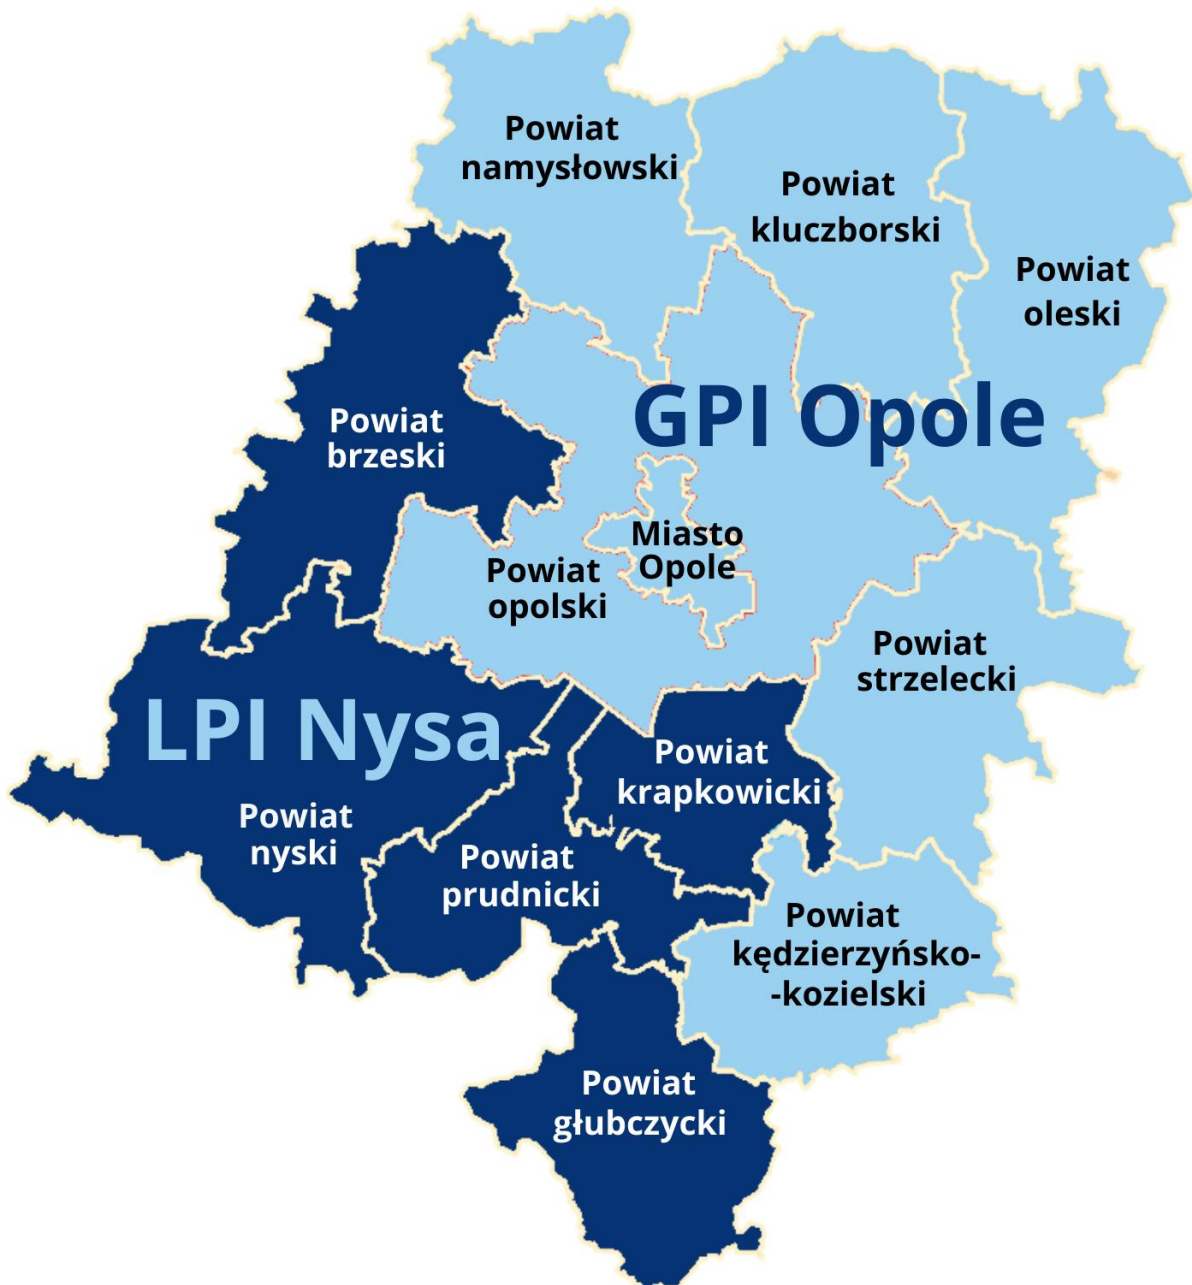 Powiat
namysłowski
Powiat
kluczborski
Powiat
oleski
GPI Opole
Powiat
brzeski
Miasto
Opole
Powiat
opolski
Powiat
strzelecki
LPI Nysa
Powiat
krapkowicki
Powiat
nyski
Powiat
prudnicki
Powiat
kędzierzyńsko-
-kozielski
Powiat
głubczycki